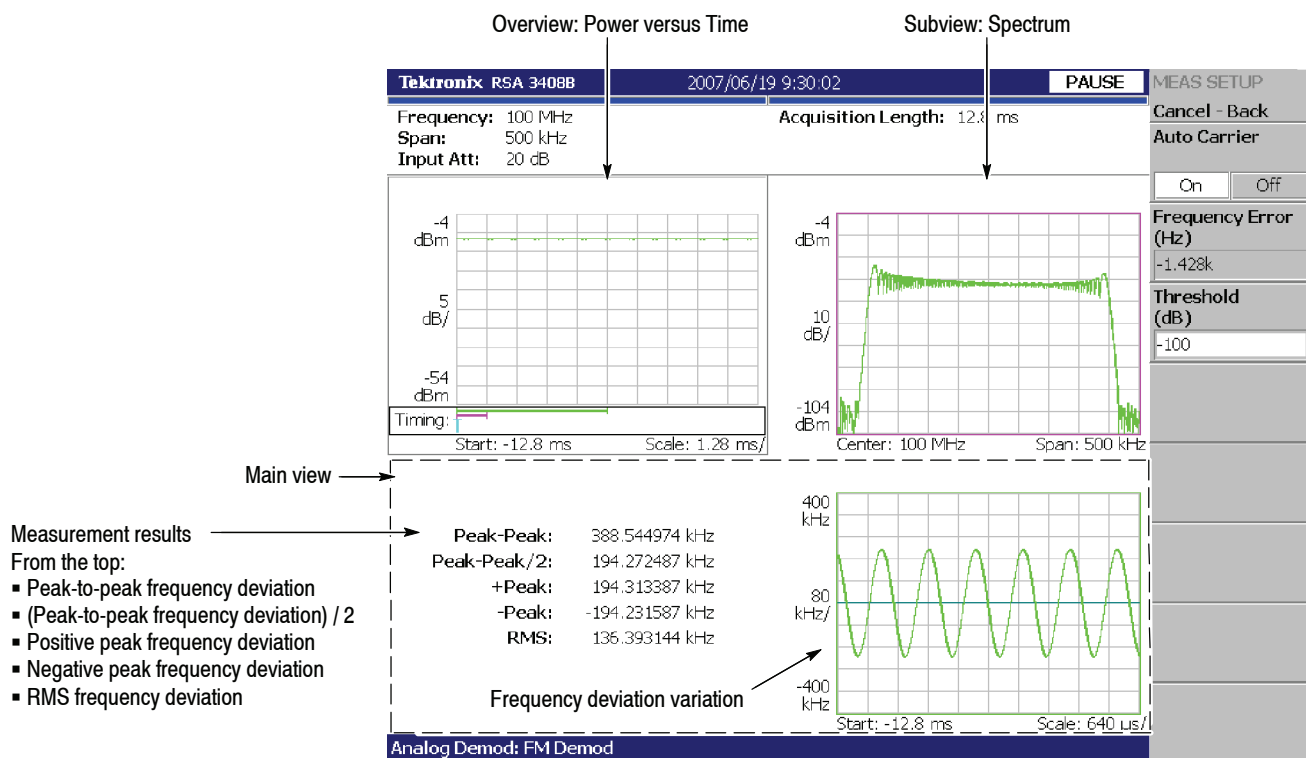 Overview: Power versus Time
Subview: Spectrum
Tektronix RSA 3408B 2007/06/19 9:30:02 PAUSE
MEAS SETUP
Cancel - Back
Frequency: 100 MHz
Span: 500 kHz
Input Att: 20 dB
Acquisition Length: 12.8 ms
Auto Carrier
On Off
Frequency Error
(Hz)
-1.428k
Threshold
(dB)
-100
-4
dBm
5
dB/
-54
dBm
Timing:
Start: -12.8 ms Scale: 1.28 ms/
-4
dBm
10
dB/
-104
dBm
Center: 100 MHz Span: 500 kHz
Main view
Measurement results
From the top:
▪ Peak-to-peak frequency deviation
▪ (Peak-to-peak frequency deviation) / 2
▪ Positive peak frequency deviation
▪ Negative peak frequency deviation
▪ RMS frequency deviation
Peak-Peak: 388.544974 kHz
Peak-Peak/2: 194.272487 kHz
+Peak: 194.313387 kHz
-Peak: -194.231587 kHz
RMS: 136.393144 kHz
Frequency deviation variation
400
kHz
80
kHz/
-400
kHz
Start: -12.8 ms Scale: 640 µs/
Analog Demod: FM Demod